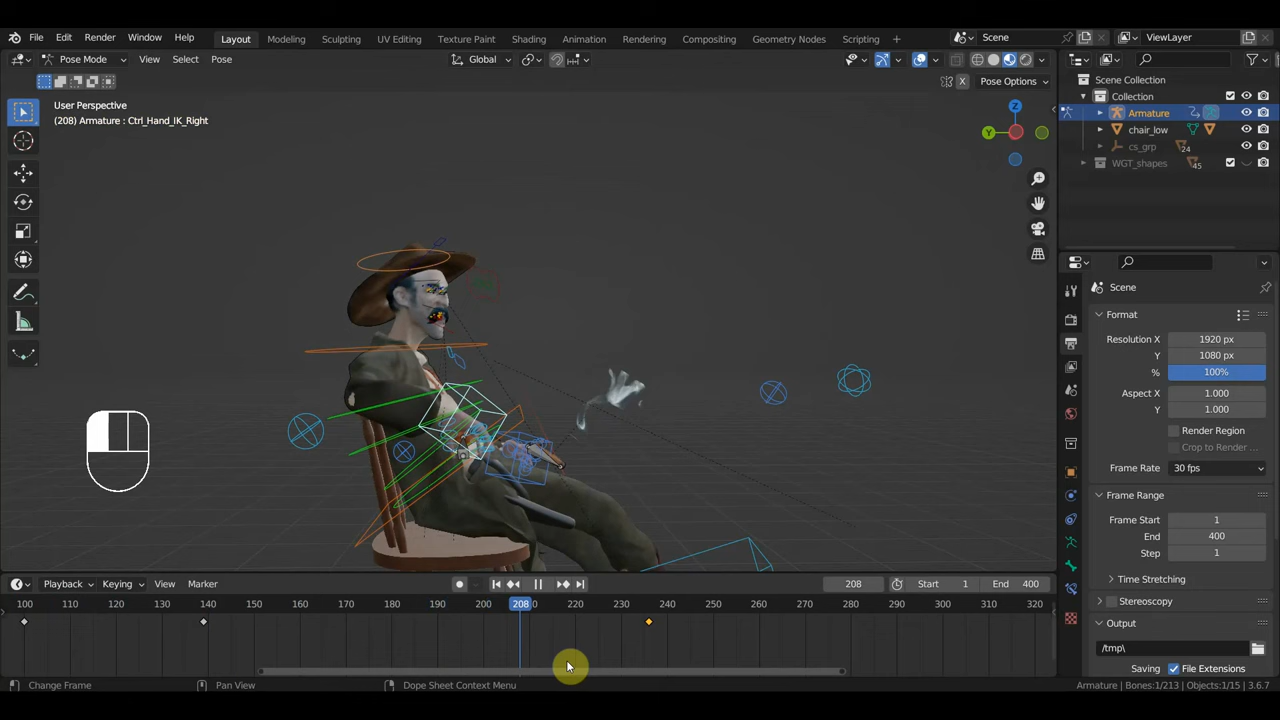 File Edit Render Window Help Layout Modeling Sculpting UV Editing Texture Paint Shading Animation Rendering Compositing Geometry Nodes Scripting + Scene ViewLayer
Pose Mode View Select Pose Global
X Pose Options
User Perspective
(208) Armature : Ctrl_Hand_IK_Right
Z
Y
Scene Collection
Collection
Armature
chair_low
cs_grp 24
WGT_shapes 45
Scene
Format
Resolution X 1920 px
Y 1080 px
% 100%
Aspect X 1.000
Y 1.000
Render Region
Crop to Render ...
Frame Rate 30 fps
Frame Range
Frame Start 1
End 400
Step 1
Time Stretching
Stereoscopy
Output
/tmp\
Saving File Extensions
Playback Keying View Marker 208 Start 1 End 400
100 110 120 130 140 150 160 170 180 190 200 208 220 230 240 250 260 270 280 290 300 310 320
Change Frame Pan View Dope Sheet Context Menu Armature | Bones:1/213 | Objects:1/15 | 3.6.7